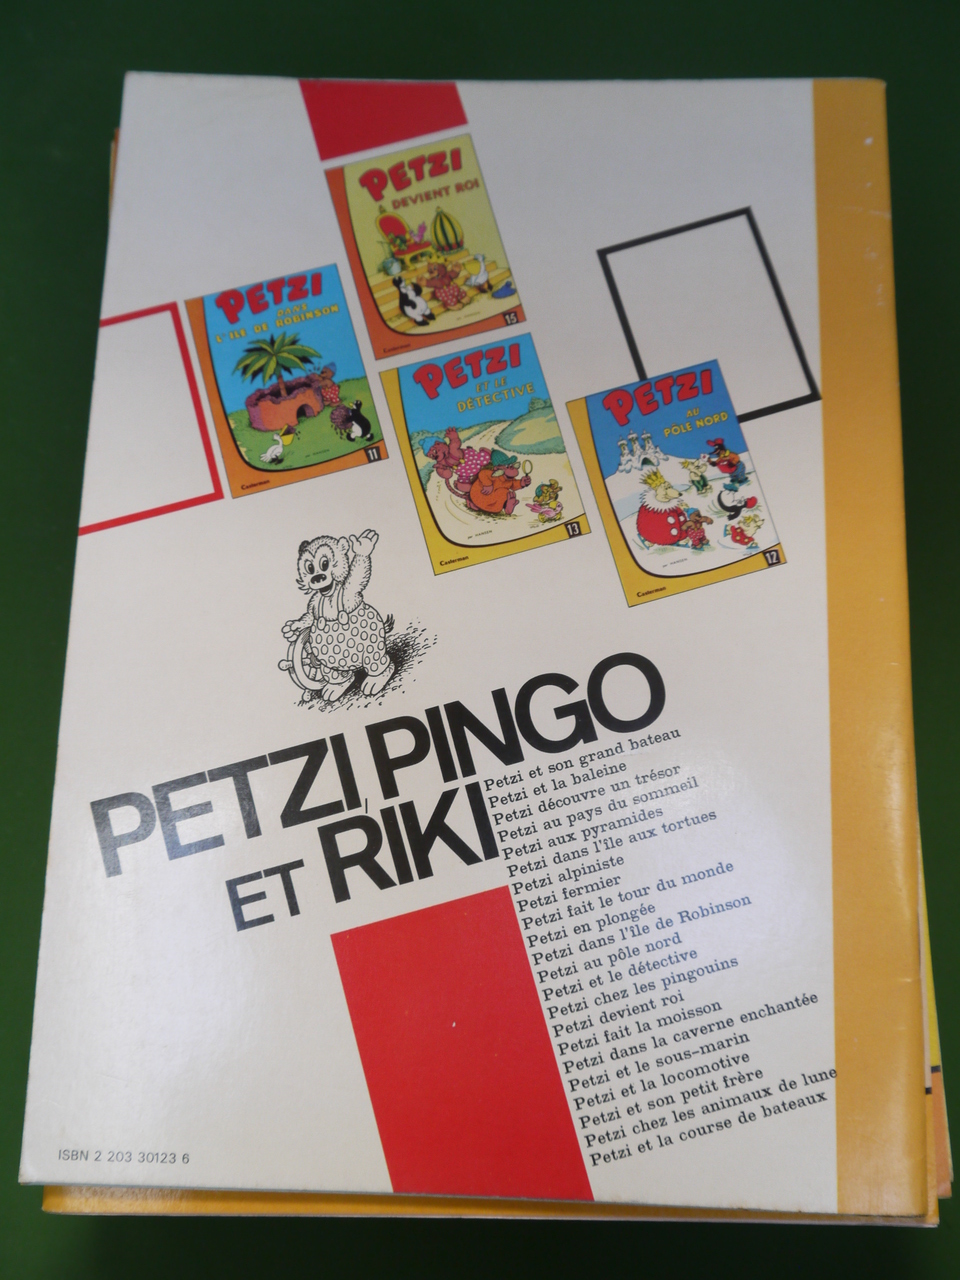 PETZI
DEVIENT ROI
15
Casterman
PETZI
DANS
L'ILE DE ROBINSON
11
Casterman
PETZI
ET LE
DÉTECTIVE
13
Casterman
PETZI
AU
PÔLE NORD
12
Casterman
PETZI, PINGO
ET RIKI
Petzi et son grand bateau
Petzi et la baleine
Petzi découvre un trésor
Petzi au pays du sommeil
Petzi aux pyramides
Petzi dans l'île aux tortues
Petzi alpiniste
Petzi fermier
Petzi fait le tour du monde
Petzi en plongée
Petzi dans l'île de Robinson
Petzi au pôle nord
Petzi et le détective
Petzi chez les pingouins
Petzi devient roi
Petzi fait la moisson
Petzi dans la caverne enchantée
Petzi et le sous-marin
Petzi et la locomotive
Petzi et son petit frère
Petzi chez les animaux de lune
Petzi et la course de bateaux
ISBN 2 203 30123 6